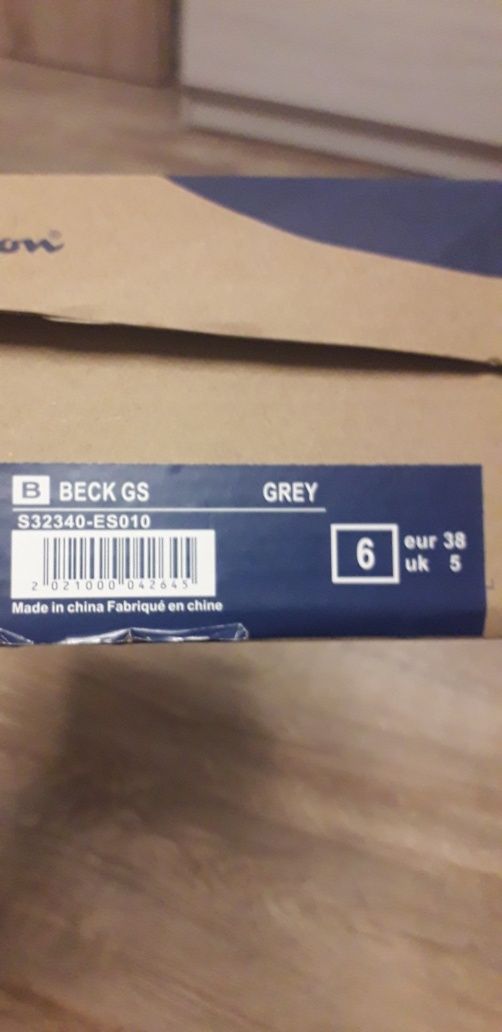 on®
B BECK GS GREY
S32340-ES010
6 eur 38
uk 5
2 021000 042645
Made in china Fabriqué en chine